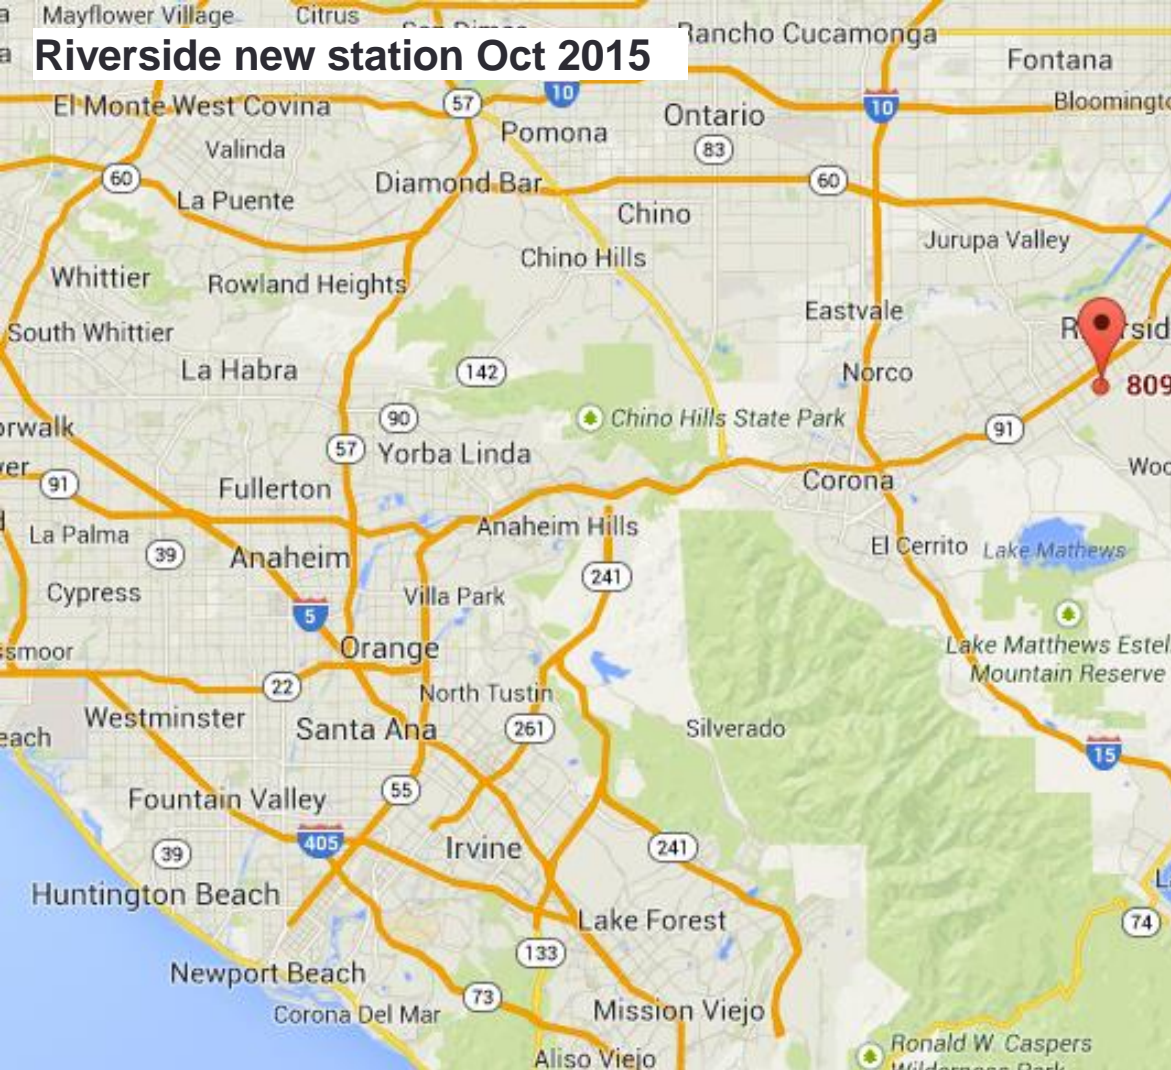 Mayflower Village
Citrus
Rancho Cucamonga
Riverside new station Oct 2015
Fontana
El Monte
West Covina
57
10
Ontario
10
Bloomingt
Pomona
Valinda
83
60
Diamond Bar
60
La Puente
Chino
Jurupa Valley
Chino Hills
Whittier
Rowland Heights
Eastvale
South Whittier
La Habra
142
Norco
809
90
Chino Hills State Park
orwalk
91
57
Yorba Linda
Corona
91
Fullerton
Anaheim Hills
La Palma
39
Anaheim
El Cerrito
Lake Mathews
241
Cypress
Villa Park
5
Orange
Lake Matthews Estel
Mountain Reserve
ssmoor
22
North Tustin
Westminster
Santa Ana
261
Silverado
each
15
55
Fountain Valley
405
Irvine
241
39
Huntington Beach
Lake Forest
74
133
Newport Beach
73
Corona Del Mar
Mission Viejo
Aliso Viejo
Ronald W. Caspers
Wilderness Park